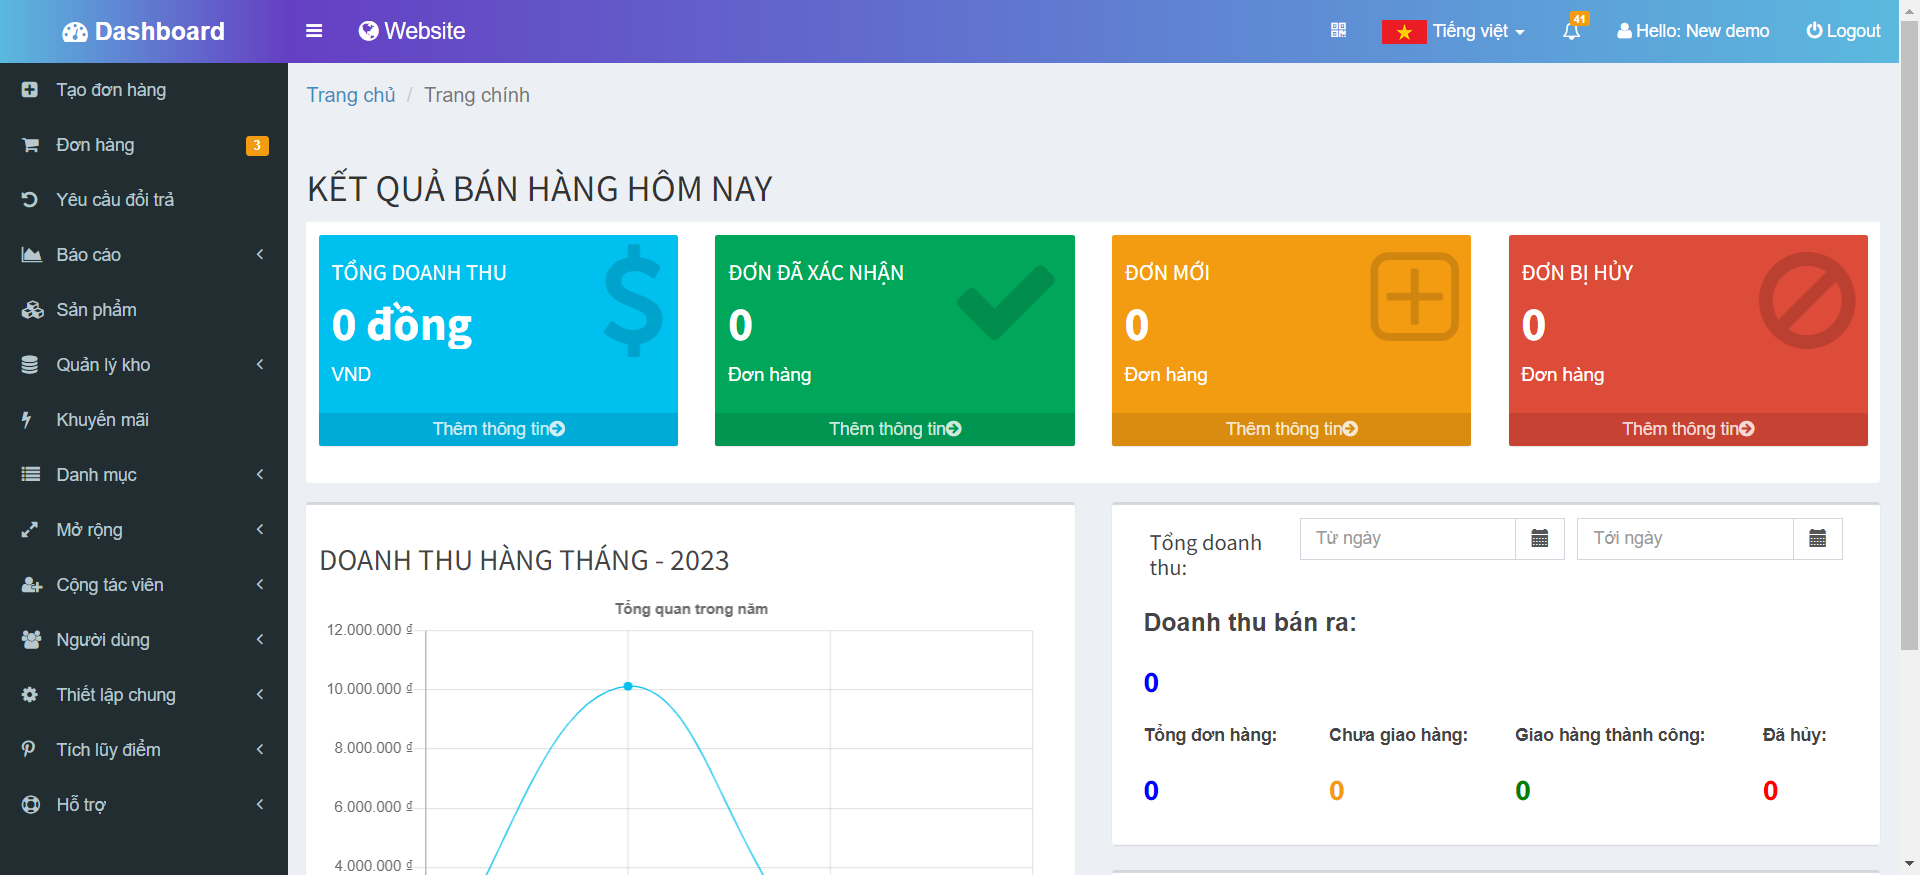 Dashboard
Website
Tiếng việt
41
Hello: New demo
Logout
Tạo đơn hàng
Đơn hàng
3
Yêu cầu đổi trả
Báo cáo
Sản phẩm
Quản lý kho
Khuyến mãi
Danh mục
Mở rộng
Cộng tác viên
Người dùng
Thiết lập chung
Tích lũy điểm
Hỗ trợ
Trang chủ / Trang chính
KẾT QUẢ BÁN HÀNG HÔM NAY
TỔNG DOANH THU
0 đồng
VND
Thêm thông tin
ĐƠN ĐÃ XÁC NHẬN
0
Đơn hàng
Thêm thông tin
ĐƠN MỚI
0
Đơn hàng
Thêm thông tin
ĐƠN BỊ HỦY
0
Đơn hàng
Thêm thông tin
DOANH THU HÀNG THÁNG - 2023
Tổng quan trong năm
12.000.000 ₫
10.000.000 ₫
8.000.000 ₫
6.000.000 ₫
4.000.000 ₫
Tổng doanh
thu:
Từ ngày
Tới ngày
Doanh thu bán ra:
0
Tổng đơn hàng:
0
Chưa giao hàng:
0
Giao hàng thành công:
0
Đã hủy:
0